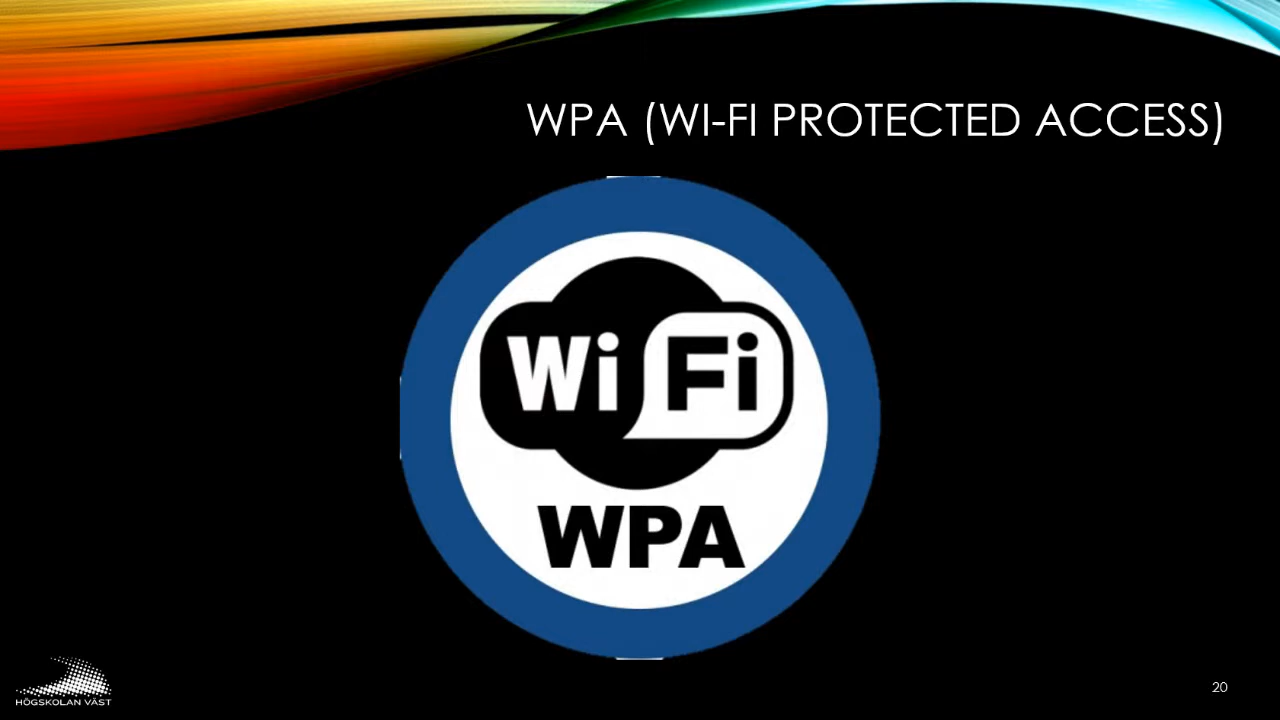 WPA (WI-FI PROTECTED ACCESS)
Wi Fi
WPA
HÖGSKOLAN VÄST
20